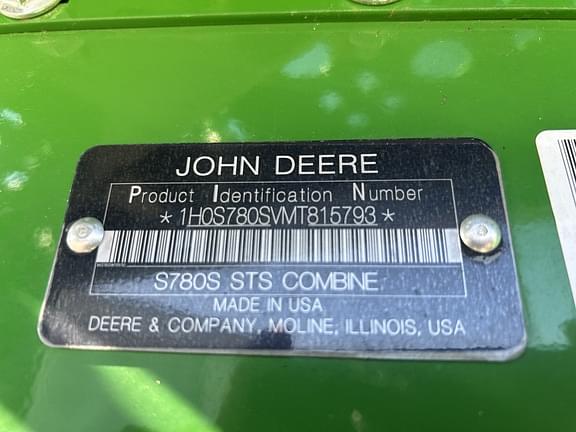 JOHN DEERE
Product Identification Number
*1H0S780SVMT815793*
S780S STS COMBINE
MADE IN USA
DEERE & COMPANY, MOLINE, ILLINOIS, USA